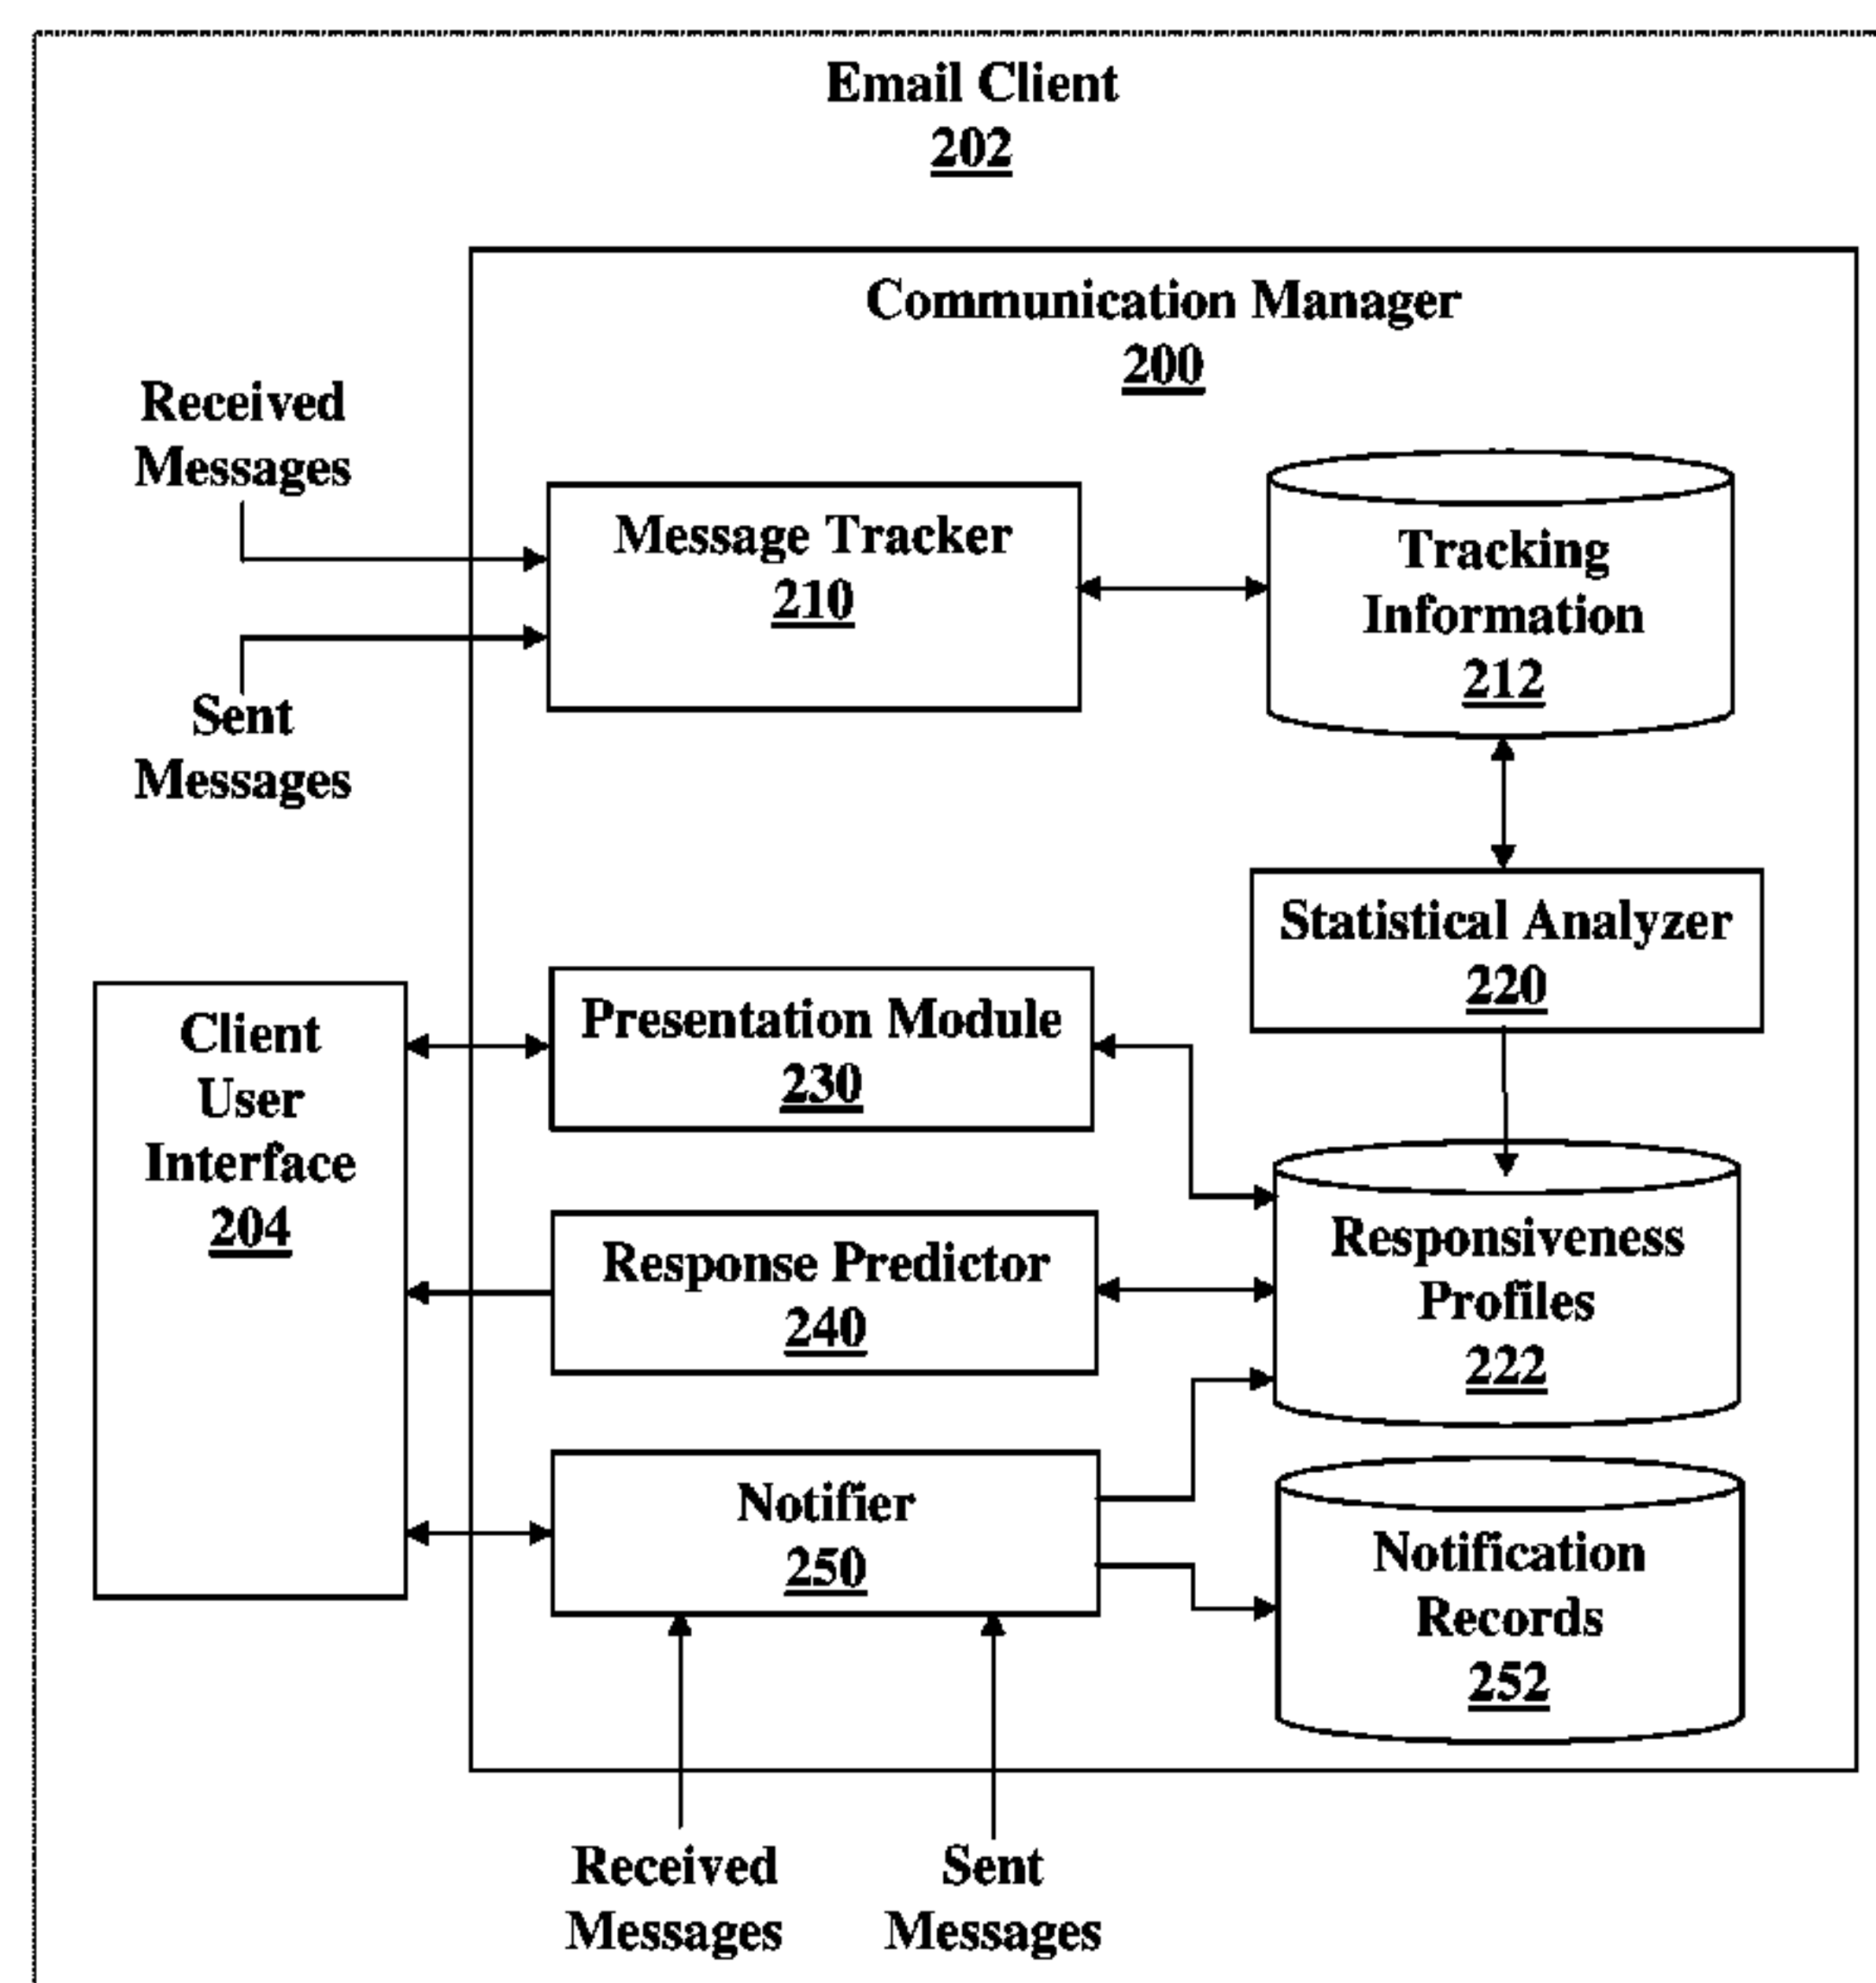 Email Client
202
Communication Manager
200
Received
Messages
Message Tracker
210
Tracking
Information
212
Sent
Messages
Statistical Analyzer
220
Client
User
Interface
204
Presentation Module
230
Response Predictor
240
Responsiveness
Profiles
222
Notifier
250
Notification
Records
252
Received
Messages
Sent
Messages